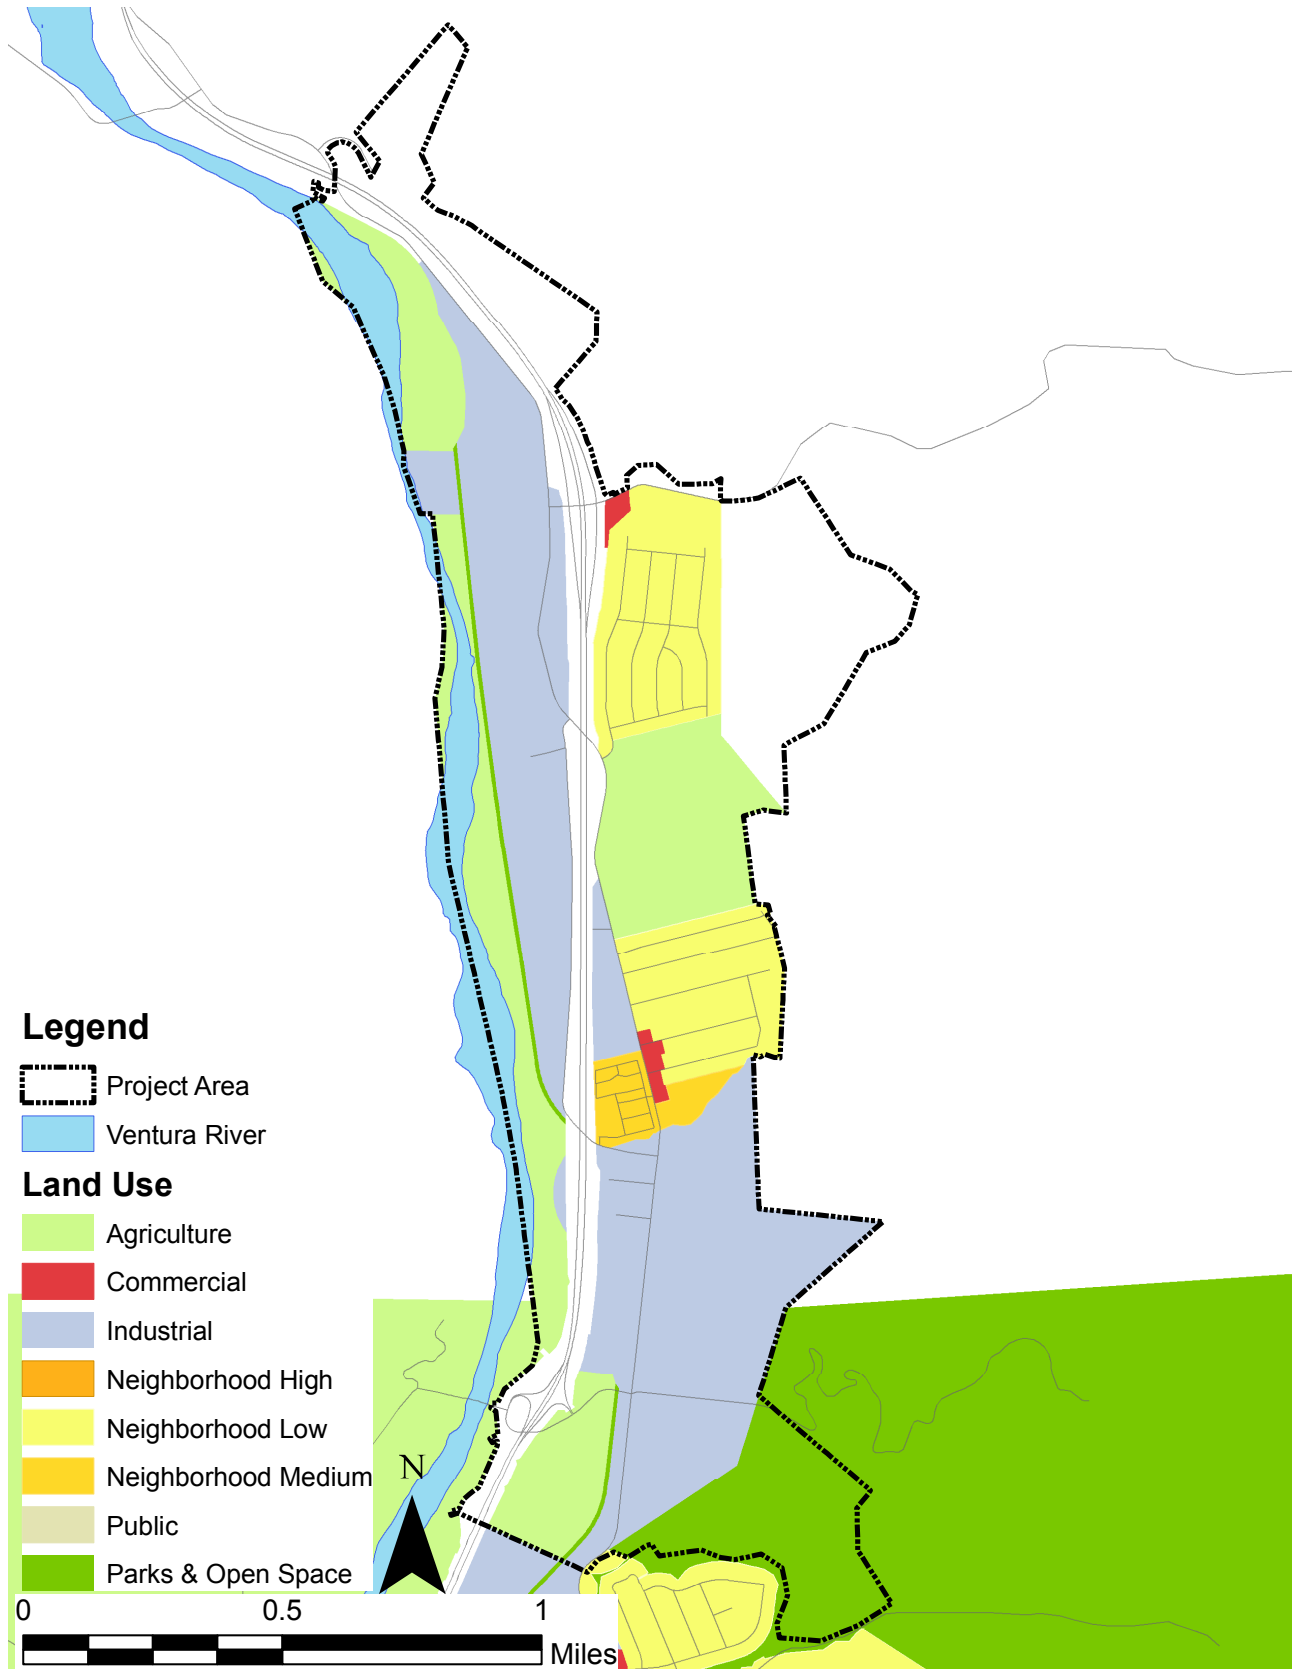 Legend
Project Area
Ventura River
Land Use
Agriculture
Commercial
Industrial
Neighborhood High
Neighborhood Low
Neighborhood Medium
Public
Parks & Open Space
N
0 0.5 1
Miles